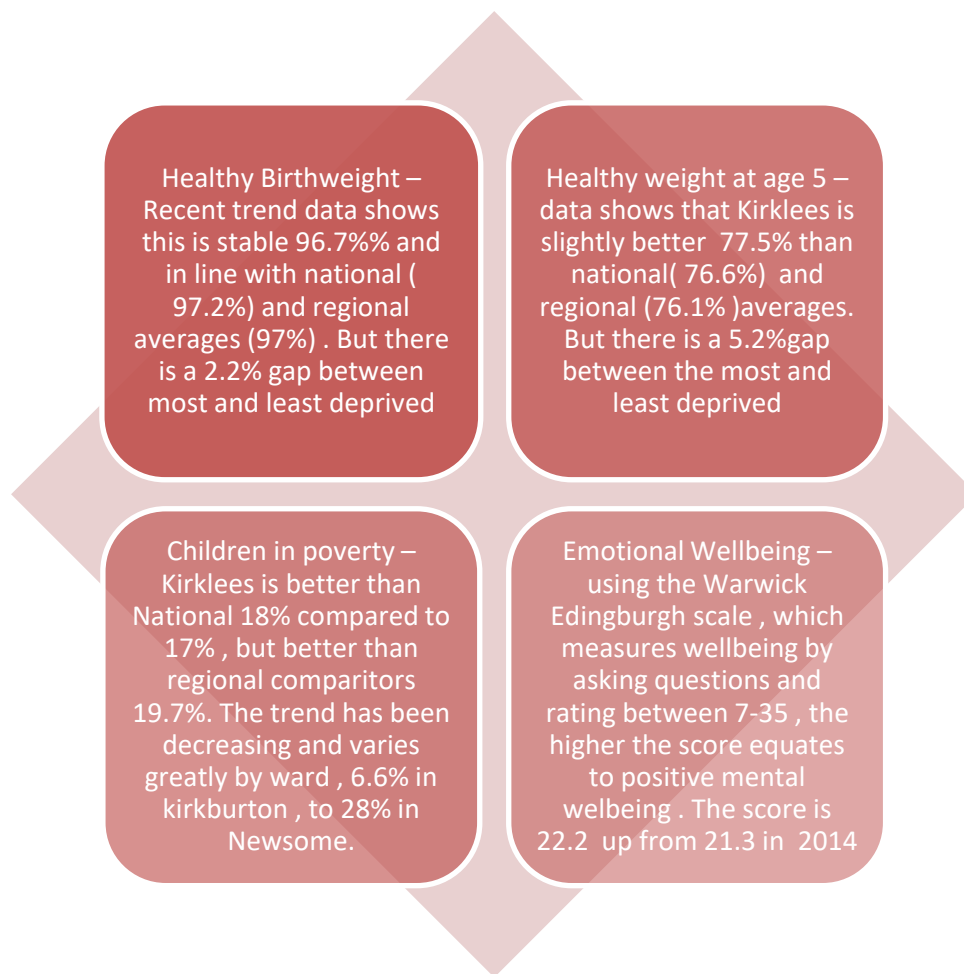 Healthy Birthweight –
Recent trend data shows
this is stable 96.7%% and
in line with national (
97.2%) and regional
averages (97%) . But there
is a 2.2% gap between
most and least deprived
Healthy weight at age 5 –
data shows that Kirklees is
slightly better  77.5% than
national( 76.6%)  and
regional (76.1% )averages.
But there is a 5.2%gap
between the most and
least deprived
Children in poverty –
Kirklees is better than
National 18% compared to
17% , but better than
regional comparitors
19.7%. The trend has been
decreasing and varies
greatly by ward , 6.6% in
kirkburton , to 28% in
Newsome.
Emotional Wellbeing –
using the Warwick
Edingburgh scale , which
measures wellbeing by
asking questions and
rating between 7-35 , the
higher the score equates
to positive mental
welbeing . The score is
22.2  up from 21.3 in  2014